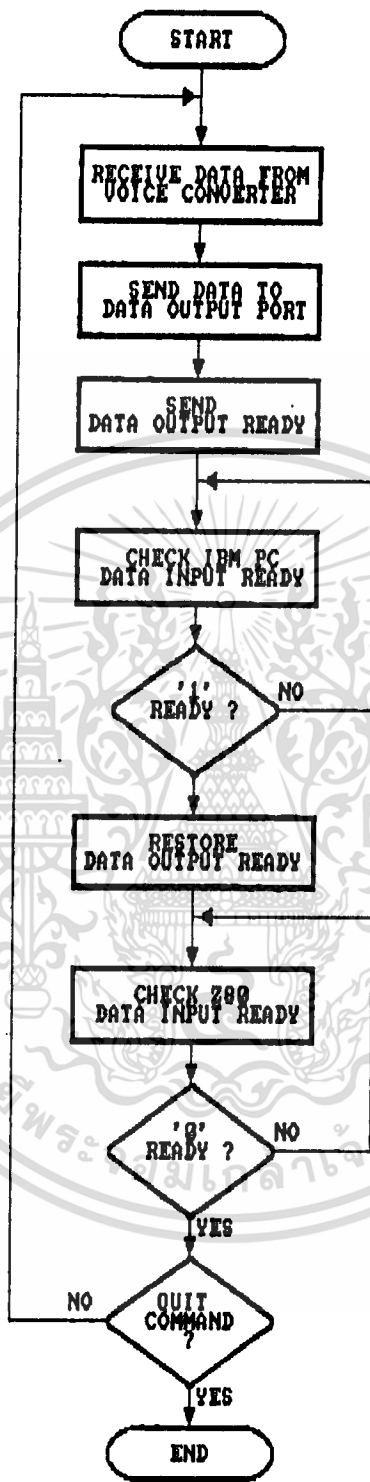 START
RECEIVE DATA FROM
VOICE CONVERTER
SEND DATA TO
DATA OUTPUT PORT
SEND
DATA OUTPUT READY
CHECK IBM PC
DATA INPUT READY
'1'
READY ?
NO
RESTORE
DATA OUTPUT READY
CHECK Z80
DATA INPUT READY
'0'
READY ?
NO
YES
NO
QUIT
COMMAND
?
YES
END